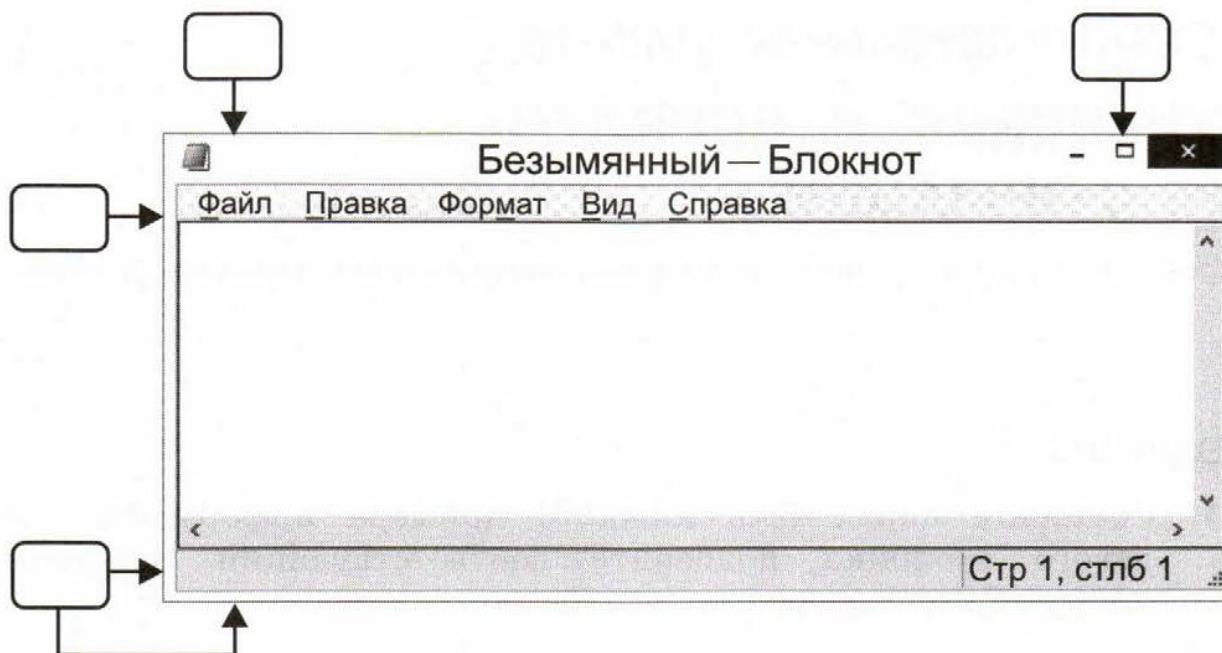 Безымянный — Блокнот
Файл Правка Формат Вид Справка
Стр 1, стлб 1